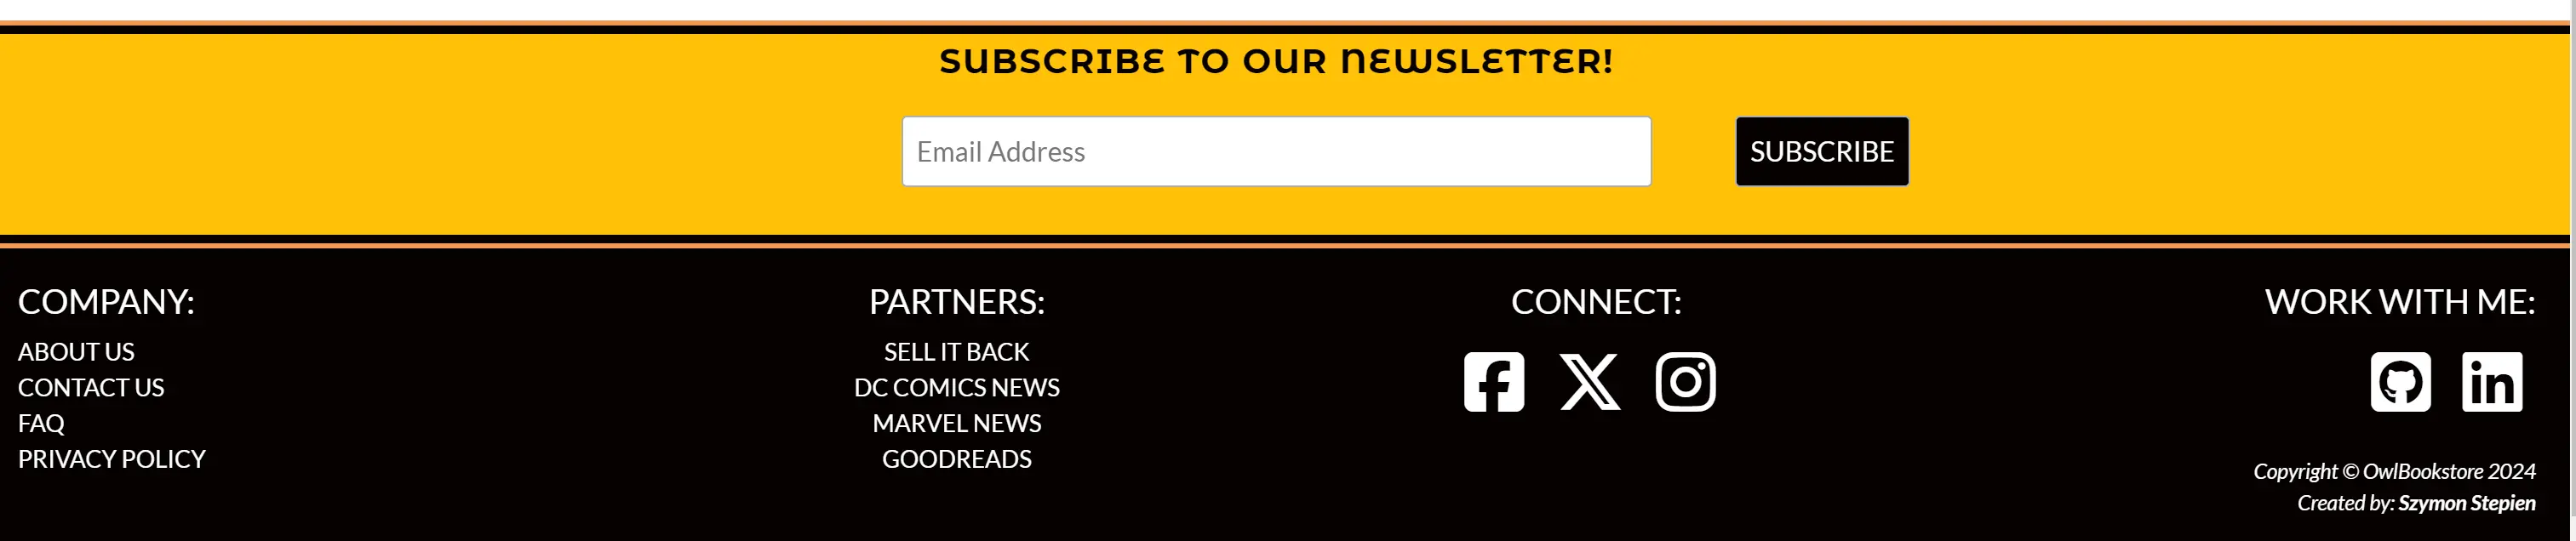 SUBSCRIBE TO OUR NEWSLETTER!
Email Address
SUBSCRIBE
COMPANY:
ABOUT US
CONTACT US
FAQ
PRIVACY POLICY
PARTNERS:
SELL IT BACK
DC COMICS NEWS
MARVEL NEWS
GOODREADS
CONNECT:
WORK WITH ME:
Copyright © OwlBookstore 2024
Created by: Szymon Stepien